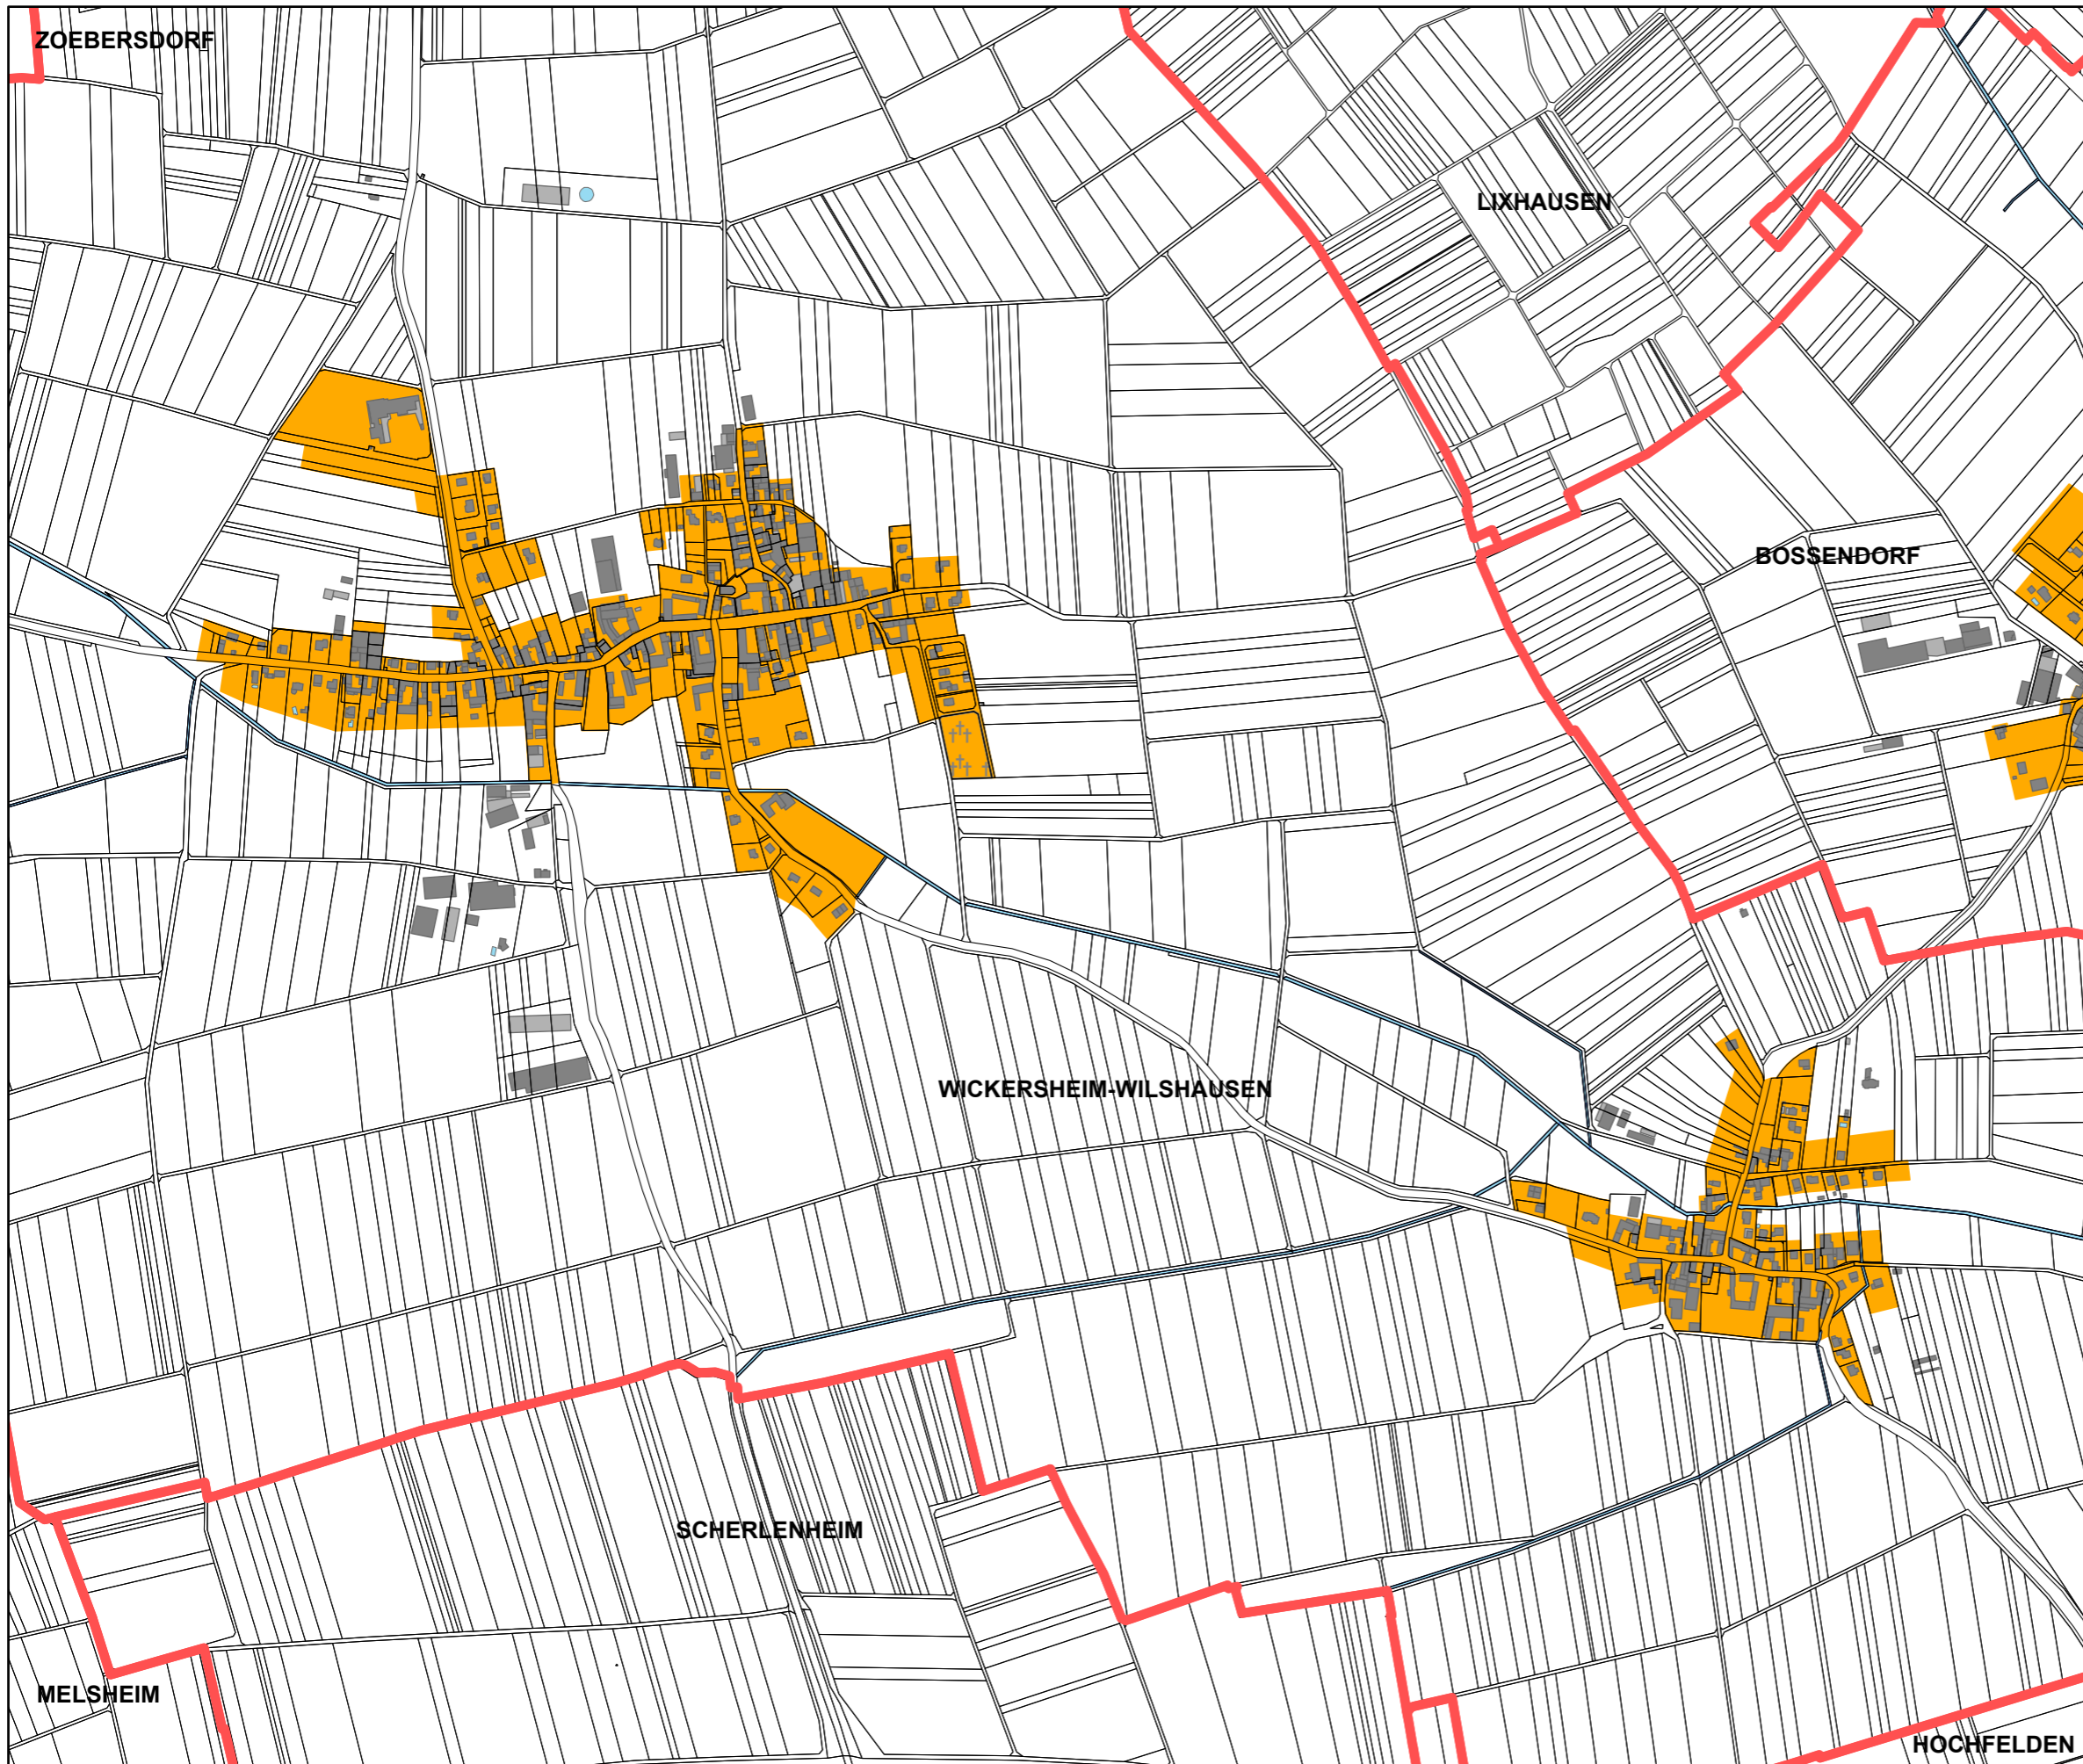 ZOEBERSDORF
LIXHAUSEN
BOSSENDORF
WICKERSHEIM-WILSHAUSEN
SCHERLENHEIM
MELSHEIM
HOCHFELDEN